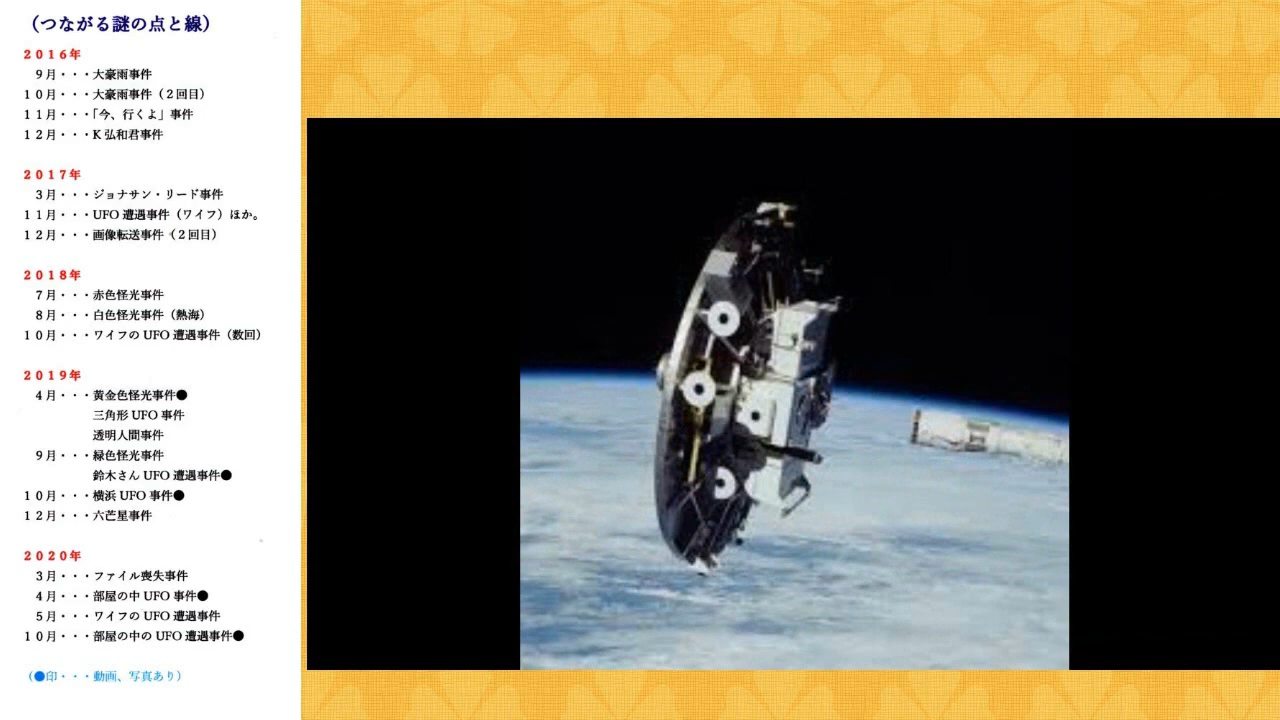 （つながる謎の点と線）
２０１６年
９月・・・大豪雨事件
１０月・・・大豪雨事件（２回目）
１１月・・・「今、行くよ」事件
１２月・・・K 弘和君事件
２０１７年
３月・・・ジョナサン・リード事件
１１月・・・UFO 遭遇事件（ワイフ）ほか。
１２月・・・画像転送事件（２回目）
２０１８年
７月・・・赤色怪光事件
８月・・・白色怪光事件（熱海）
１０月・・・ワイフの UFO 遭遇事件（数回）
２０１９年
４月・・・黄金色怪光事件●
三角形 UFO 事件
透明人間事件
９月・・・緑色怪光事件
鈴木さん UFO 遭遇事件●
１０月・・・横浜 UFO 事件●
１２月・・・六芒星事件
２０２０年
３月・・・ファイル喪失事件
４月・・・部屋の中 UFO 事件●
５月・・・ワイフの UFO 遭遇事件
１０月・・・部屋の中の UFO 遭遇事件●
（●印・・・動画、写真あり）